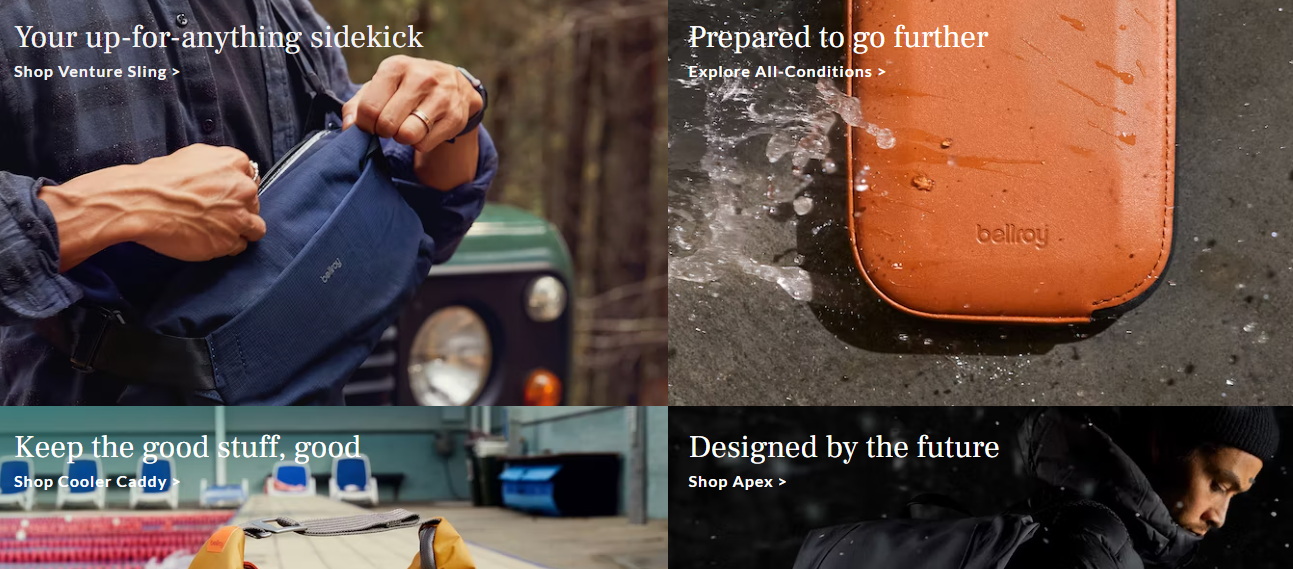 Your up-for-anything sidekick
Shop Venture Sling >
bellroy
Prepared to go further
Explore All-Conditions >
bellroy
Keep the good stuff, good
Shop Cooler Caddy >
Designed by the future
Shop Apex >